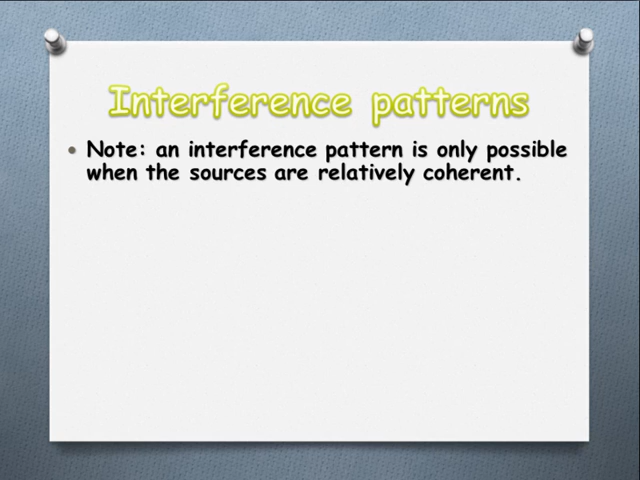 Interference patterns
• Note: an interference pattern is only possible
when the sources are relatively coherent.